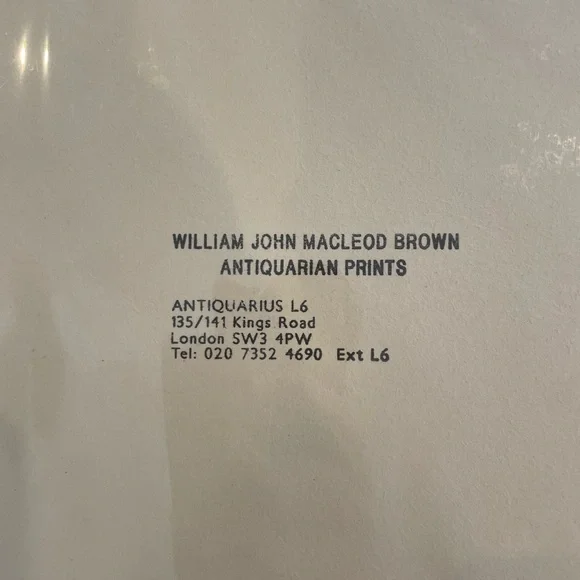 WILLIAM JOHN MACLEOD BROWN
ANTIQUARIAN PRINTS
ANTIQUARIUS L6
135/141 Kings Road
London SW3 4PW
Tel: 020 7352 4690 Ext L6